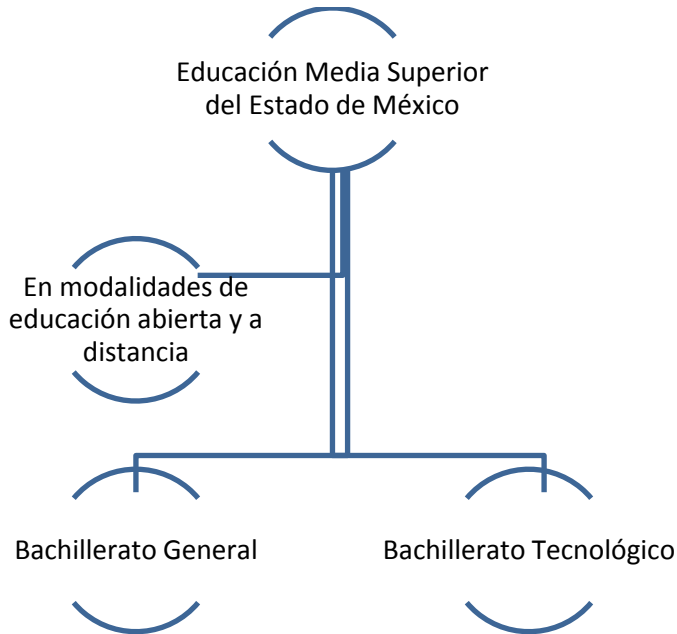 Educación Media Superior
del Estado de México
En modalidades de
educación abierta y a
distancia
Bachillerato General
Bachillerato Tecnológico